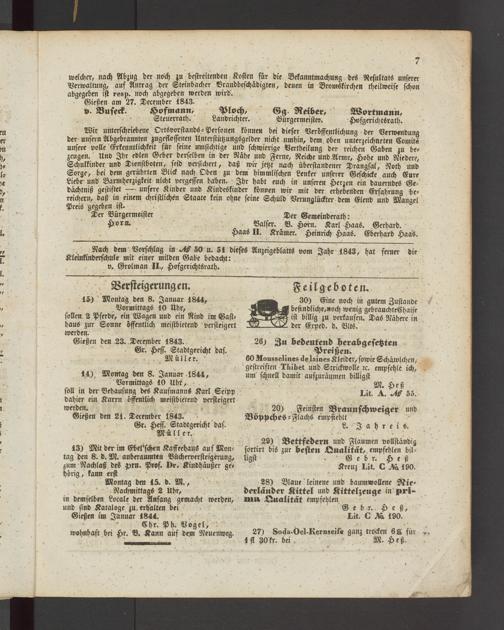 7
welcher, nach Abzug der noch zu bestreitenden Kosten für die Bekanntmachung des Resultats unserer
Verwaltung, auf Antrag der Steinbacher Brandbeschädigten, denen in Bromskirchen theilweise schon
abgegeben ist resp. noch abgegeben werden wird.
Gießen am 27. December 1843.
v. Buseck. Hofmann, Ploch, Gg. Reiber, Wortmann,
Steuerrath. Landrichter. Bürgermeister. Hofgerichtsrath.
Wir unterschriebene Ortsvorstands-Personen können bei dieser Veröffentlichung der Verwendung
der unsern Abgebrannten zugeflossenen Unterstützungsgelder nicht umhin, dem oben unterzeichneten Comité
unsere volle Erkenntlichkeit für seine umsichtige und schwierige Vertheilung der reichen Gaben zu be-
zeugen. Und Ihr edlen Geber derselben in der Nähe und Ferne, Reiche und Arme, Hohe und Niedere,
Schulkinder und Dienstboten, seid versichert, daß wir jetzt nach überstandener Drangsal, Noth und
Sorge, bei dem gerührten Blick nach Oben zu dem himmlischen Lenker unserer Geschicke auch Eure
Liebe und Barmherzigkeit nicht vergessen haben. Ihr habt euch in unseren Herzen ein dauerndes Ge-
dächtniß gestiftet — unsere Kinder und Kindeskinder können wir mit der erhebenden Erfahrung be-
reichern, daß in einem christlichen Staate kein ohne seine Schuld Verunglückter dem Elend und Mangel
Preis gegeben ist.
Der Bürgermeister Der Gemeinderath:
Horn. Balser. B. Horn. Karl Haas. Gerhard.
Haas II. Krämer. Heinrich Haas. Eberhard Haas.
Nach dem Vorschlag in № 50 u. 51 dieses Anzeigeblatts vom Jahr 1843, hat ferner die
Kleinkinderschule mit einer milden Gabe bedacht:
v. Grolman II., Hofgerichtsrath.
Versteigerungen.
15) Montag den 8. Januar 1844,
Vormittags 10 Uhr,
sollen 2 Pferde, ein Wagen und ein Rind im Gast-
haus zur Sonne öffentlich meistbietend versteigert
werden.
Gießen den 23. December 1843.
Gr. Hess. Stadtgericht das.
Müller.
14) Montag den 8. Januar 1844,
Vormittags 10 Uhr,
soll in der Behausung des Kaufmanns Karl Seipp
dahier ein Karrn öffentlich meistbietend versteigert
werden.
Gießen den 21. December 1843.
Gr. Hess. Stadtgericht das.
Müller.
13) Mit der im Ebel'schen Kaffeehaus auf Mon-
tag den 8. d. M. anberaumten Bücherversteigerung,
zum Nachlaß des Hrn. Prof. Dr. Kindhäußer ge-
hörig, kann erst
Montag den 15. d. M.,
Nachmittags 2 Uhr,
in demselben Locale der Anfang gemacht werden,
und sind Kataloge zu erhalten bei
Gießen im Januar 1844.
Chr. Ph. Vogel,
wohnhaft bei Hr. B. Kann auf dem Neuenweg.
Feilgeboten.
30) Eine noch in gutem Zustande
befindliche, noch wenig gebrauchte Chaise
ist billig zu verkaufen. Das Nähere in
der Exped. d. Blts.
26) Zu bedeutend herabgesetzten
Preißen.
60 Mousselines de laines Kleider, sowie Schälwchen,
gestreiften Thibet und Strickwolle rc. empfehle ich,
um schnell damit aufzuräumen billigst
M. Heß
Lit. A. № 55.
20) Feinsten Braunschweiger und
Böppches-Flachs empfiehlt
L. Jahreis.
29) Bettfedern und Flaumen vollständig
sortirt bis zur besten Qualität, empfehlen bil-
ligst Gebr. Heß
Kreuz Lit. C № 190.
28) Blaue leinene und baumwollene Nie-
derländer Kittel und Kittelzeuge in pri-
ma Qualität empfehlen
Gebr. Heß,
Lit. C № 190.
27) Soda-Oel-Kernseife ganz trocken 6 ℔ für
1 fl 30 kr. bei M. Heß.